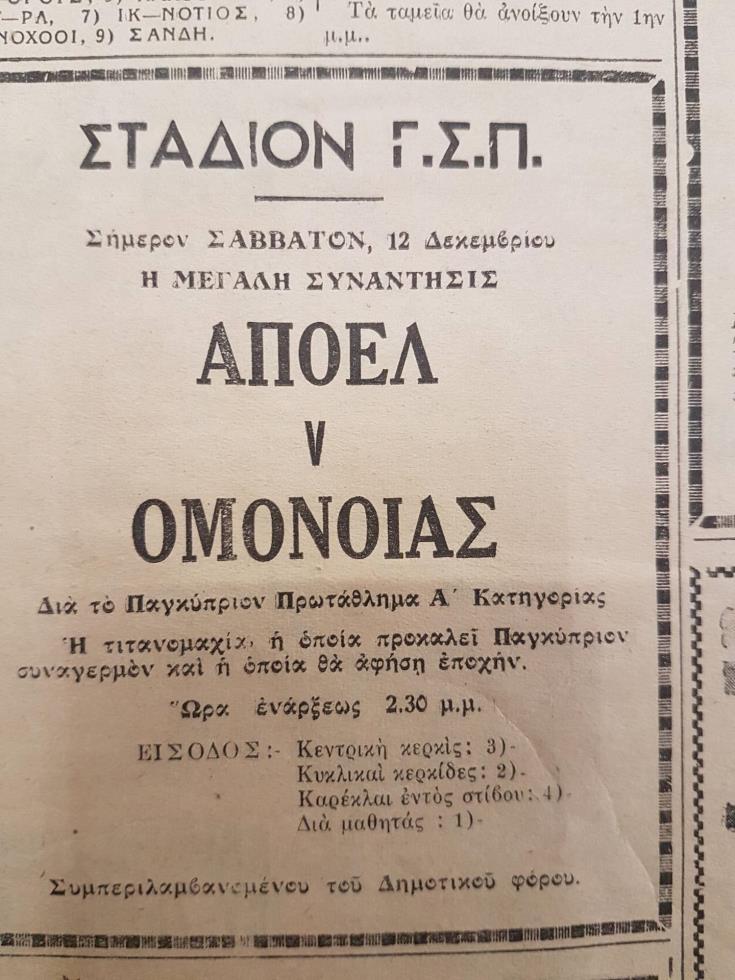 –ΡΛ, 7) ΙΚ—ΝΟΤΙΟΣ, 8)
ΝΟΧΟΟΙ, 9) ΣΑΝΔΗ.
Τὰ ταμεῖα θὰ ἀνοίξουν τὴν 1ην
μ.μ..
ΣΤΑΔΙΟΝ Γ.Σ.Π.
Σήμερον ΣΑΒΒΑΤΟΝ, 12 Δεκεμβρίου
Η ΜΕΓΑΛΗ ΣΥΝΑΝΤΗΣΙΣ
ΑΠΟΕΛ
V
ΟΜΟΝΟΙΑΣ
Διὰ τὸ Παγκύπριον Πρωτάθλημα Α΄ Κατηγορίας
Ἡ τιτανομαχία, ἡ ὁποία προκαλεῖ Παγκύπριον
συναγερμὸν καὶ ἡ ὁποία θὰ ἀφήση ἐποχήν.
Ὥρα ἐνάρξεως 2.30 μ.μ.
ΕΙΣΟΔΟΣ:- Κεντρικὴ κερκὶς: 3)-
Κυκλικαὶ κερκίδες: 2)-
Καρέκλαι ἐντὸς στίβου: 4)-
Διὰ μαθητάς : 1)-
Συμπεριλαμβανομένου τοῦ Δημοτικοῦ φόρου.